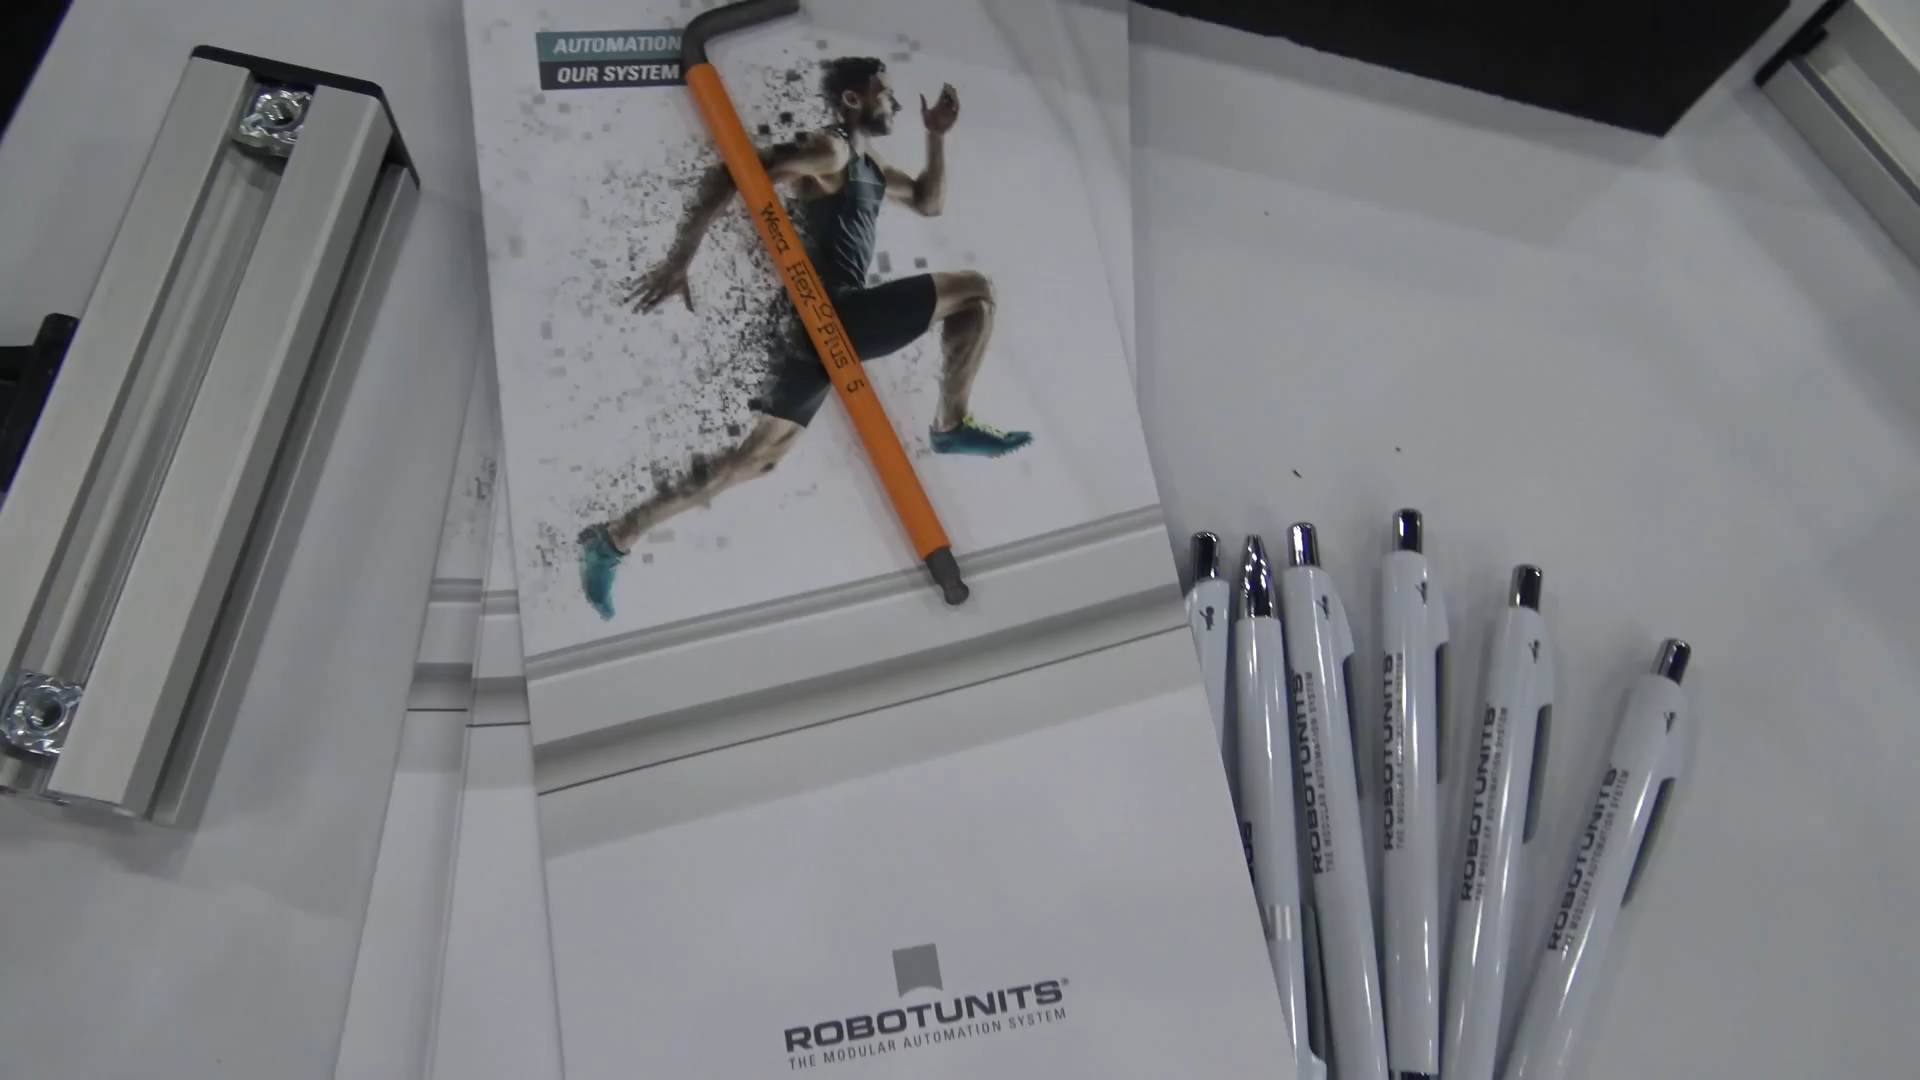 AUTOMATION
OUR SYSTEM
Wera Hex Plus 5
ROBOTUNITS®
THE MODULAR AUTOMATION SYSTEM
ROBOTUNITS®
THE MODULAR AUTOMATION SYSTEM
ROBOTUNITS®
THE MODULAR AUTOMATION SYSTEM
ROBOTUNITS®
THE MODULAR AUTOMATION SYSTEM
ROBOTUNITS®
THE MODULAR AUTOMATION SYSTEM